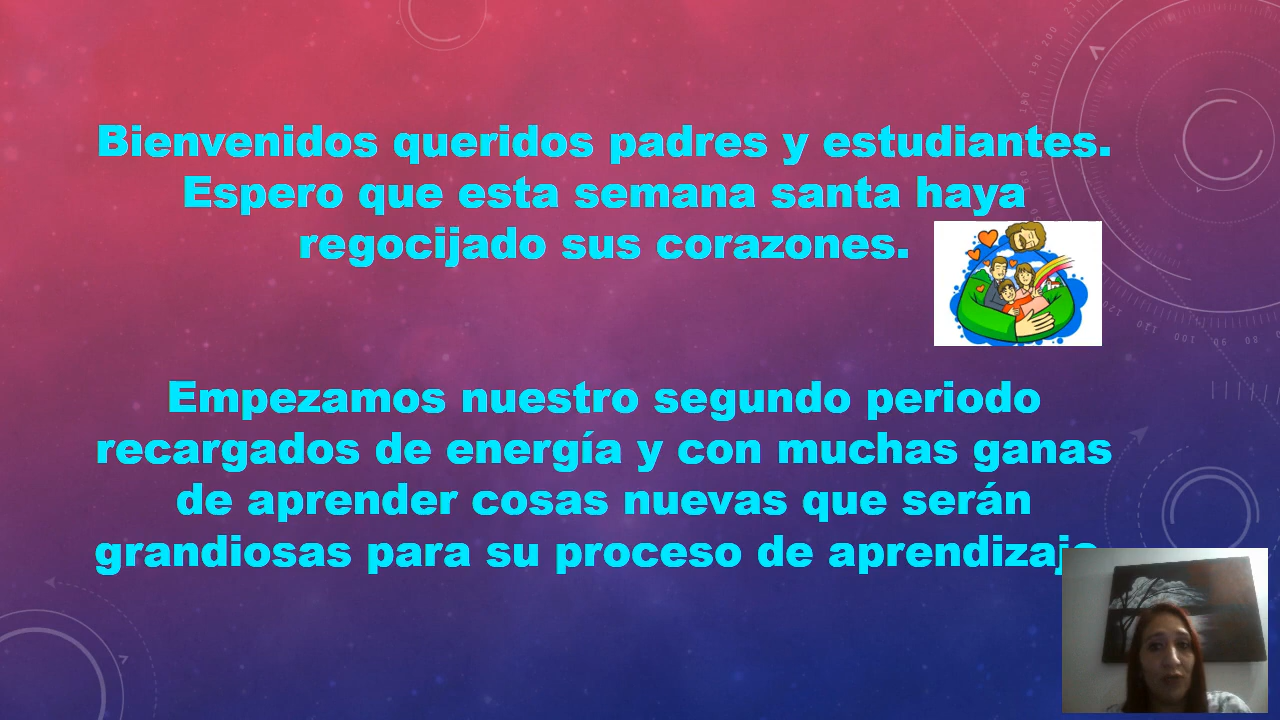 Bienvenidos queridos padres y estudiantes.
Espero que esta semana santa haya
regocijado sus corazones.
Empezamos nuestro segundo periodo
recargados de energía y con muchas ganas
de aprender cosas nuevas que serán
grandiosas para su proceso de aprendizaje